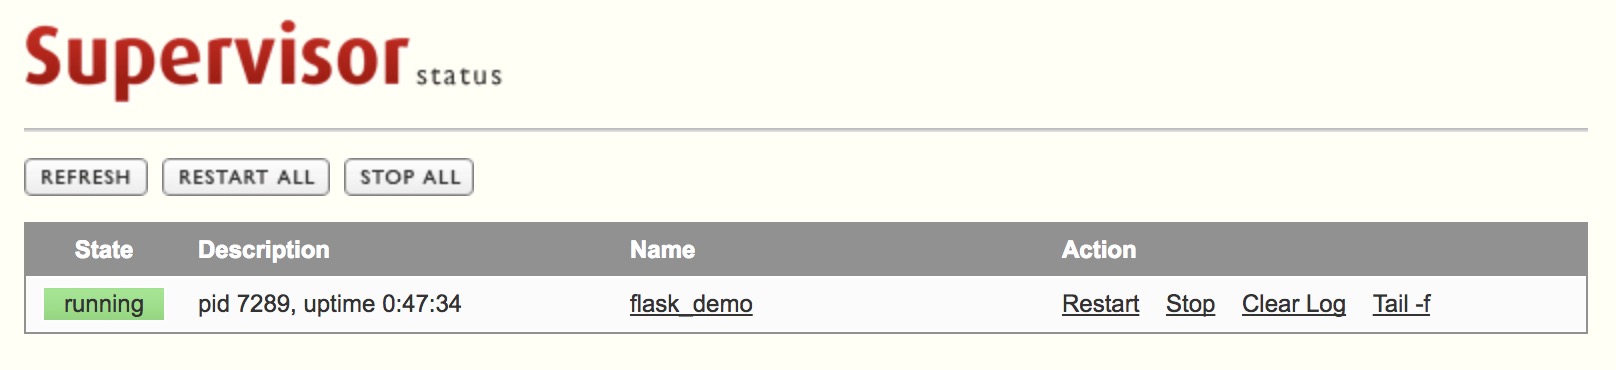 Supervisor status
REFRESH RESTART ALL STOP ALL
State Description Name Action
running pid 7289, uptime 0:47:34 flask_demo Restart Stop Clear Log Tail -f